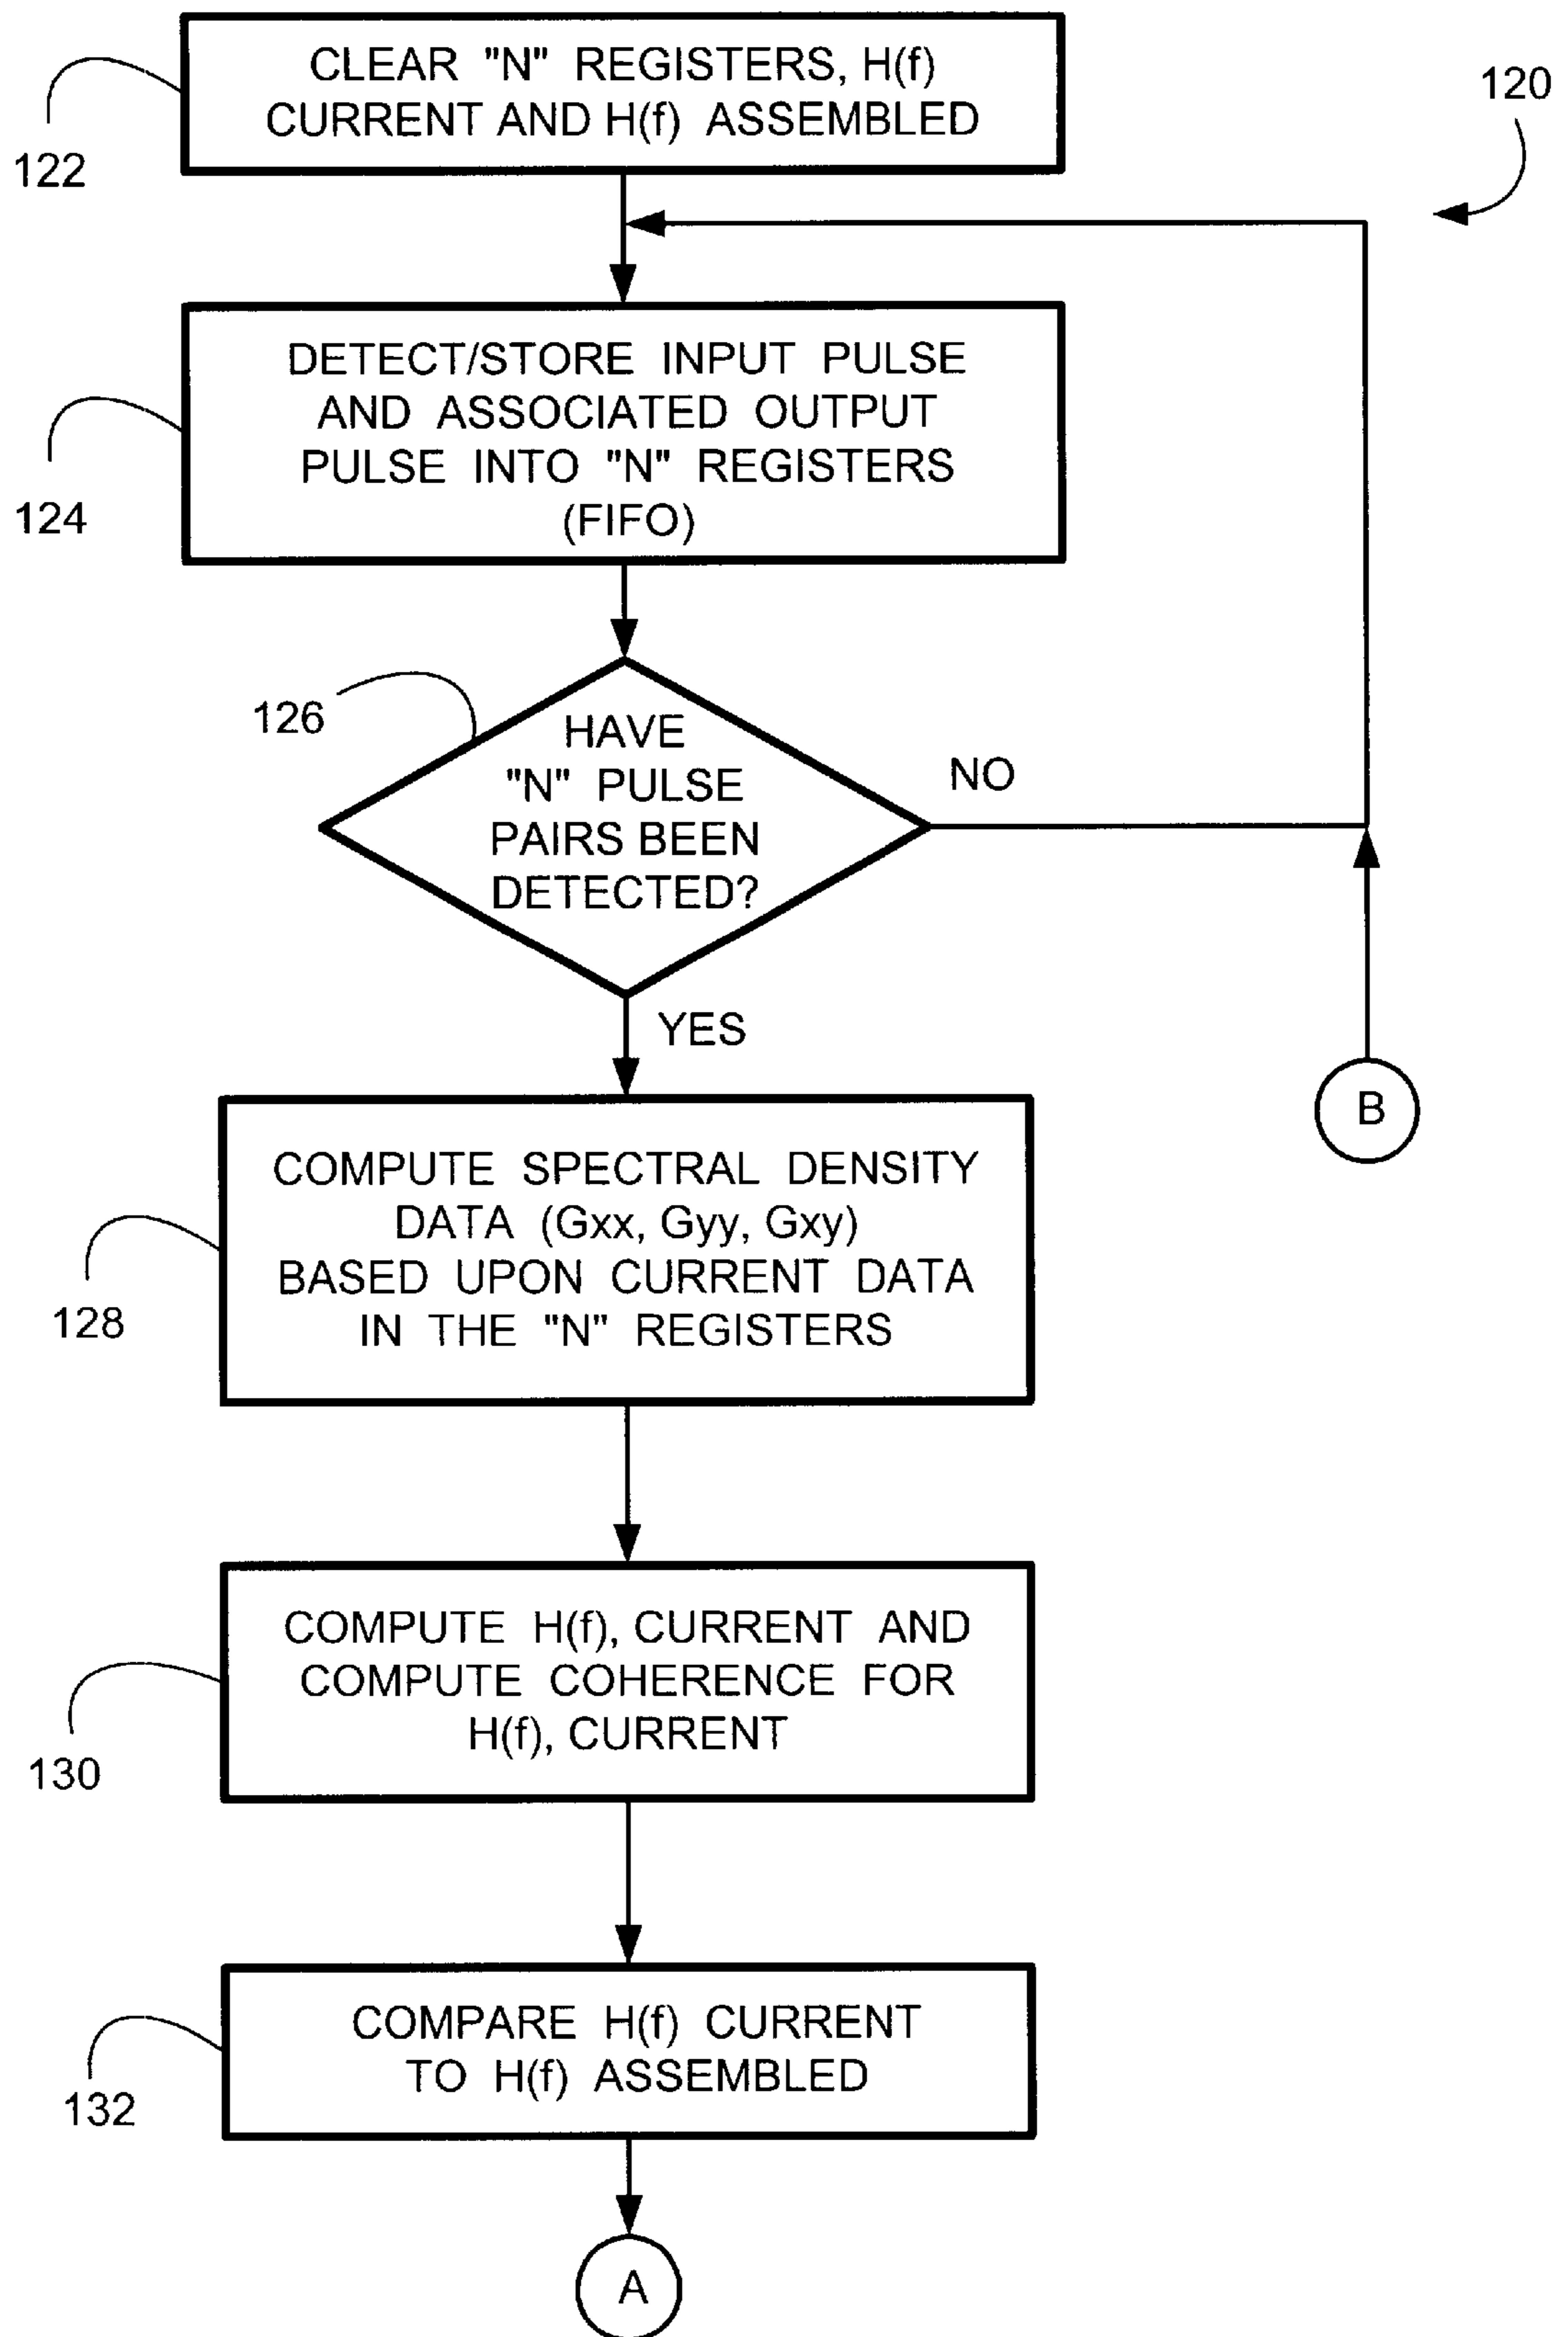 CLEAR "N" REGISTERS, H(f)
CURRENT AND H(f) ASSEMBLED
120
122
DETECT/STORE INPUT PULSE
AND ASSOCIATED OUTPUT
PULSE INTO "N" REGISTERS
(FIFO)
124
126
HAVE
"N" PULSE
PAIRS BEEN
DETECTED?
NO
YES
B
COMPUTE SPECTRAL DENSITY
DATA (Gxx, Gyy, Gxy)
BASED UPON CURRENT DATA
IN THE "N" REGISTERS
128
COMPUTE H(f), CURRENT AND
COMPUTE COHERENCE FOR
H(f), CURRENT
130
COMPARE H(f) CURRENT
TO H(f) ASSEMBLED
132
A